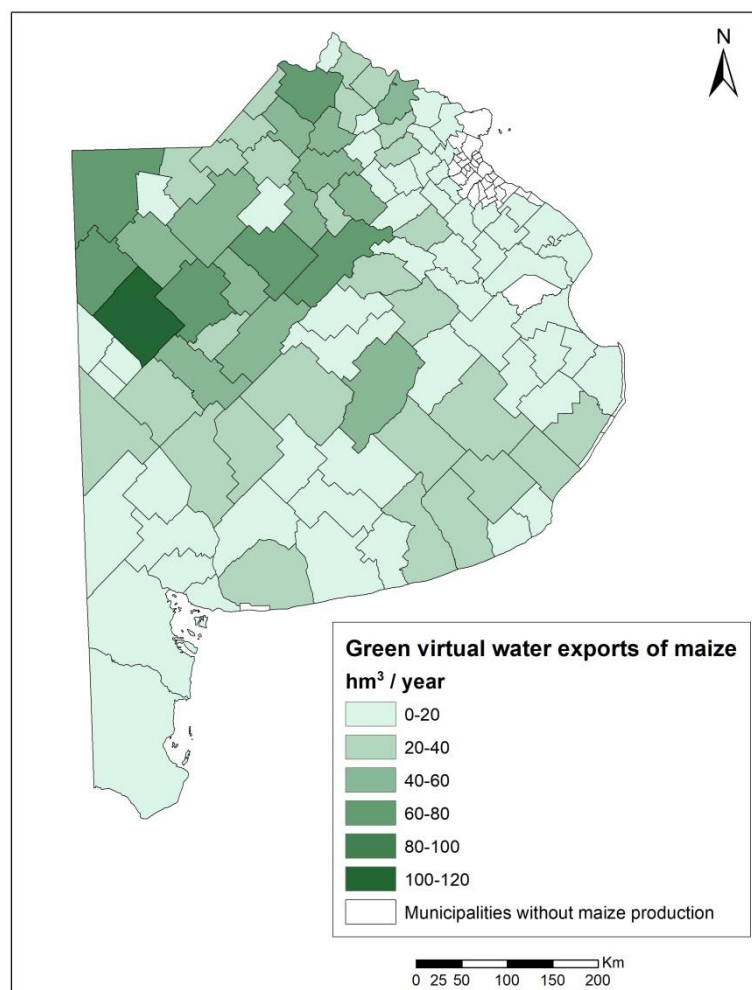 N
Green virtual water exports of maize
hm³ / year
0-20
20-40
40-60
60-80
80-100
100-120
Municipalities without maize production
Km
0 25 50 100 150 200